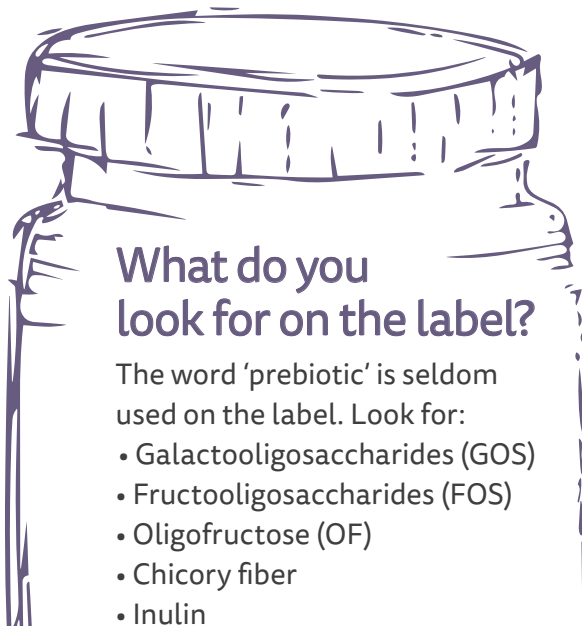 What do you
look for on the label?
The word ‘prebiotic’ is seldom
used on the label. Look for:
• Galactooligosaccharides (GOS)
• Fructooligosaccharides (FOS)
• Oligofructose (OF)
• Chicory fiber
• Inulin